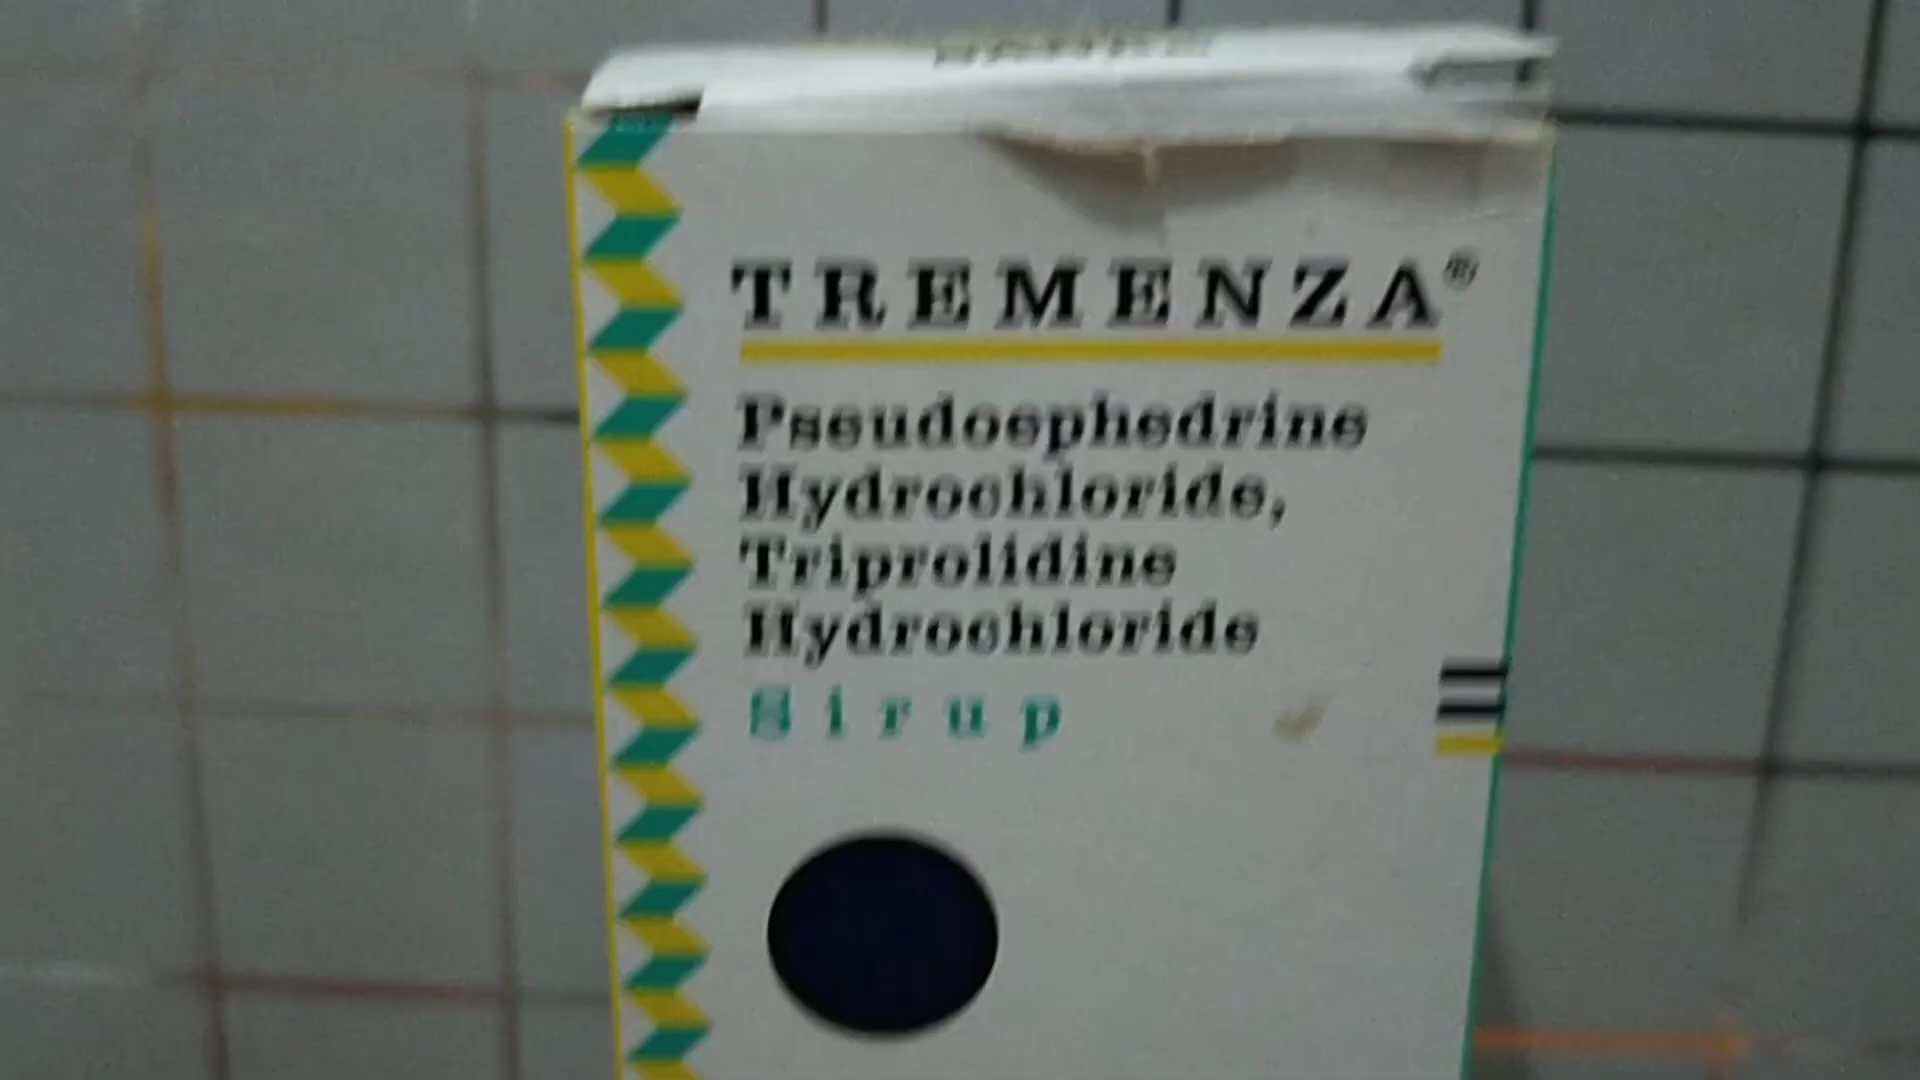 TREMENZA®
Pseudoephedrine
Hydrochloride,
Triprolidine
Hydrochloride
Sirup